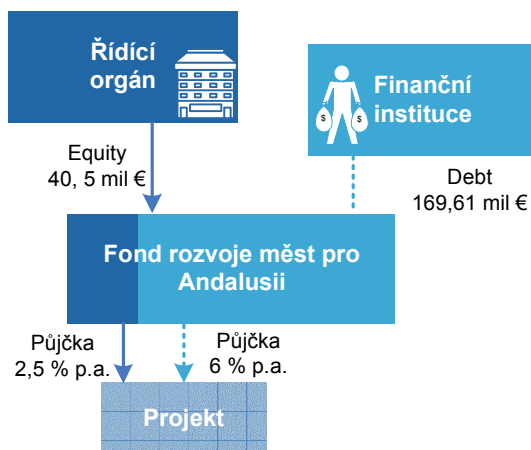 Řídící
orgán
Finanční
instituce
$
$
Equity
40, 5 mil €
Debt
169,61 mil €
Fond rozvoje měst pro
Andalusii
Půjčka
2,5 % p.a.
Půjčka
6 % p.a.
Projekt